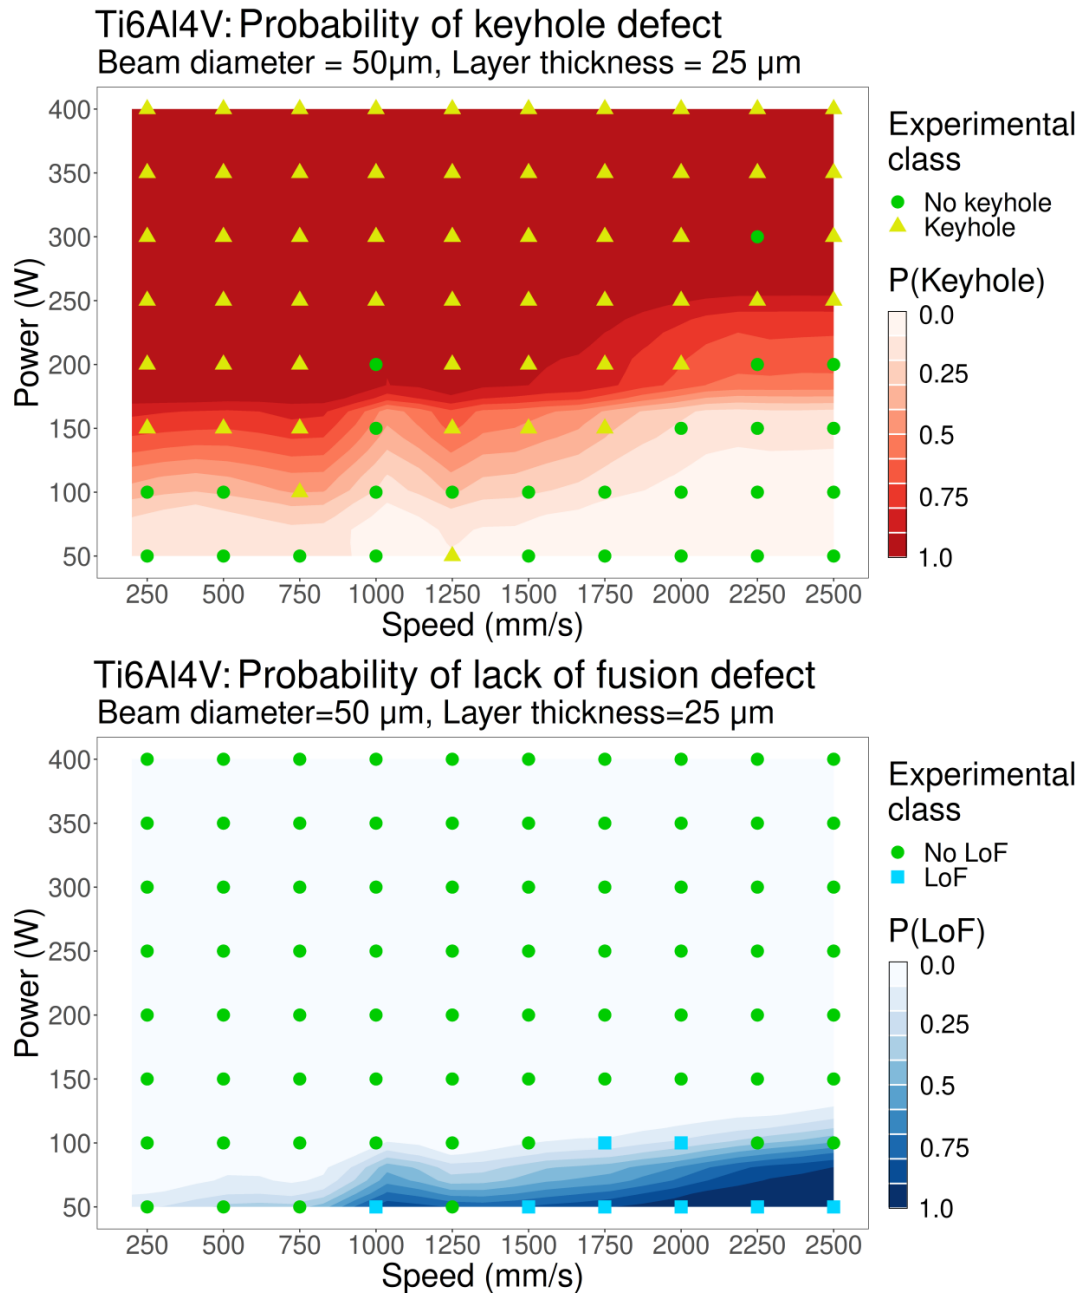 Ti6Al4V: Probability of keyhole defect
Beam diameter = 50μm, Layer thickness = 25 μm
400
350
300
250
200
150
100
50
Power (W)
250 500 750 1000 1250 1500 1750 2000 2250 2500
Speed (mm/s)
Experimental
class
No keyhole
Keyhole
P(Keyhole)
0.0
0.25
0.5
0.75
1.0
Ti6Al4V: Probability of lack of fusion defect
Beam diameter=50 μm, Layer thickness=25 μm
400
350
300
250
200
150
100
50
Power (W)
250 500 750 1000 1250 1500 1750 2000 2250 2500
Speed (mm/s)
Experimental
class
No LoF
LoF
P(LoF)
0.0
0.25
0.5
0.75
1.0